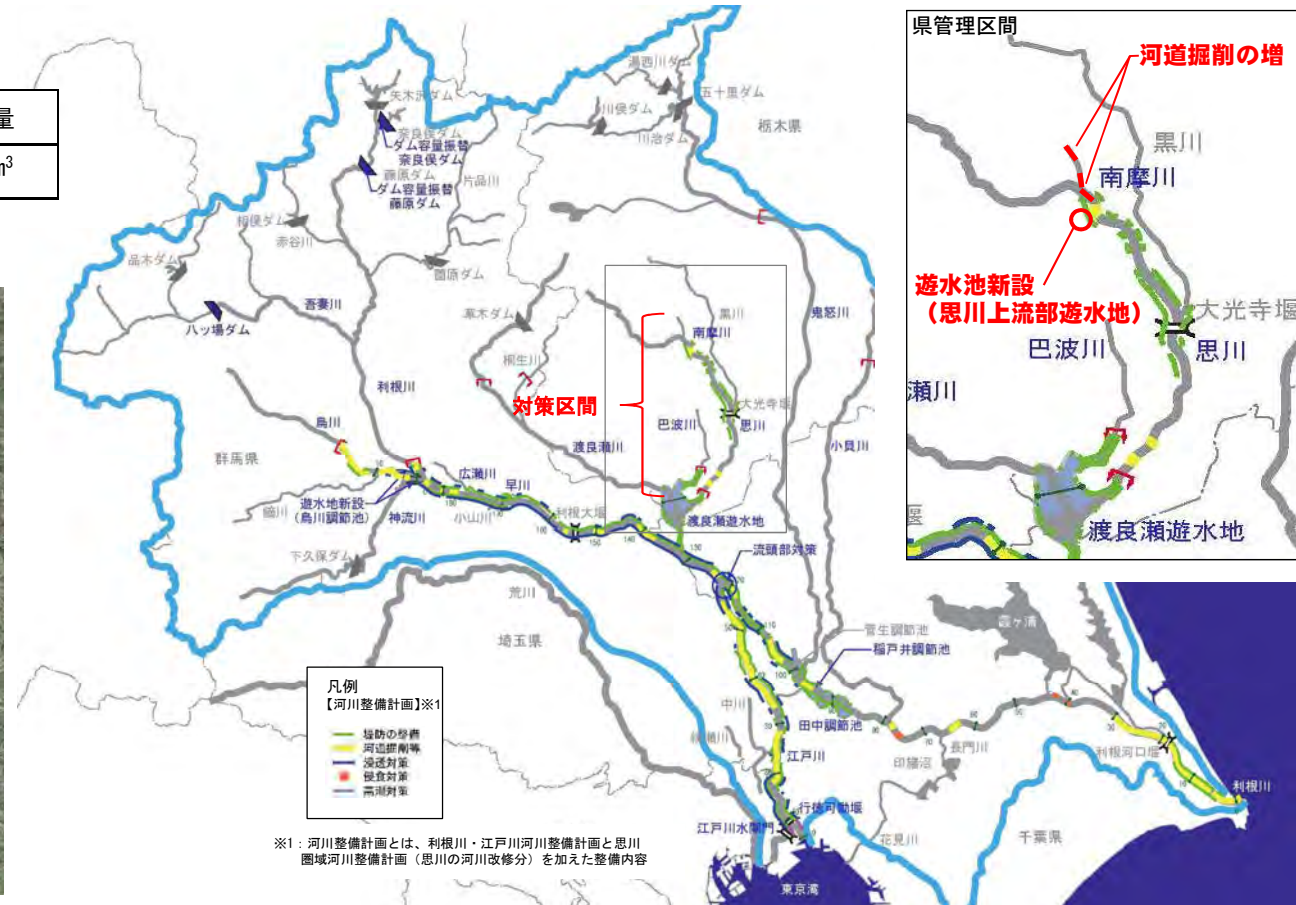 量
m³
湯西川ダム
矢木沢ダム
五十里ダム
川俣ダム
栃木県
奈良俣ダム
ダム容量振替
奈良俣ダム
川治ダム
藤原ダム
ダム容量振替
藤原ダム
片品川
相俣ダム
赤谷川
品木ダム
薗原ダム
八ッ場ダム
吾妻川
草木ダム
黒川
鬼怒川
南摩川
桐生川
利根川
対策区間
大光寺堰
巴波川
思川
烏川
渡良瀬川
小貝川
群馬県
広瀬川
早川
遊水地新設
(烏川調節池)
鏑川
神流川
小山川
利根大堰
渡良瀬遊水地
150
140
130
下久保ダム
流頭部対策
荒川
埼玉県
菅生調節池
稲戸井調節池
霞ヶ浦
110
100
中川
綾瀬川
田中調節池
江戸川
印旛沼
長門川
利根河口堰
利根川
行徳可動堰
江戸川水閘門
花見川
千葉県
東京湾
県管理区間
河道掘削の増
黒川
南摩川
遊水池新設
(思川上流部遊水地)
大光寺堰
巴波川
思川
瀬川
堰
渡良瀬遊水地
凡例
【河川整備計画】※1
堤防の整備
河道掘削等
浸透対策
侵食対策
高潮対策
※1:河川整備計画とは、利根川・江戸川河川整備計画と思川
圏域河川整備計画(思川の河川改修分)を加えた整備内容